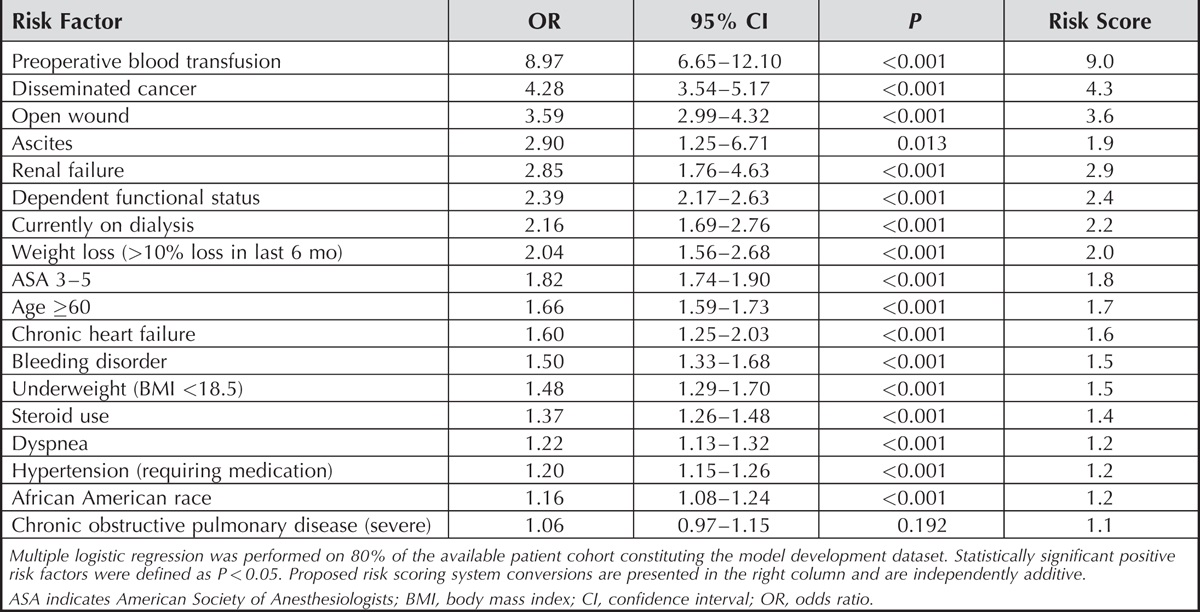 Risk Factor OR 95% CI P Risk Score
Preoperative blood transfusion 8.97 6.65–12.10 <0.001 9.0
Disseminated cancer 4.28 3.54–5.17 <0.001 4.3
Open wound 3.59 2.99–4.32 <0.001 3.6
Ascites 2.90 1.25–6.71 0.013 1.9
Renal failure 2.85 1.76–4.63 <0.001 2.9
Dependent functional status 2.39 2.17–2.63 <0.001 2.4
Currently on dialysis 2.16 1.69–2.76 <0.001 2.2
Weight loss (>10% loss in last 6 mo) 2.04 1.56–2.68 <0.001 2.0
ASA 3–5 1.82 1.74–1.90 <0.001 1.8
Age ≥60 1.66 1.59–1.73 <0.001 1.7
Chronic heart failure 1.60 1.25–2.03 <0.001 1.6
Bleeding disorder 1.50 1.33–1.68 <0.001 1.5
Underweight (BMI <18.5) 1.48 1.29–1.70 <0.001 1.5
Steroid use 1.37 1.26–1.48 <0.001 1.4
Dyspnea 1.22 1.13–1.32 <0.001 1.2
Hypertension (requiring medication) 1.20 1.15–1.26 <0.001 1.2
African American race 1.16 1.08–1.24 <0.001 1.2
Chronic obstructive pulmonary disease (severe) 1.06 0.97–1.15 0.192 1.1
Multiple logistic regression was performed on 80% of the available patient cohort constituting the model development dataset. Statistically significant positive
risk factors were defined as P<0.05. Proposed risk scoring system conversions are presented in the right column and are independently additive.
ASA indicates American Society of Anesthesiologists; BMI, body mass index; CI, confidence interval; OR, odds ratio.